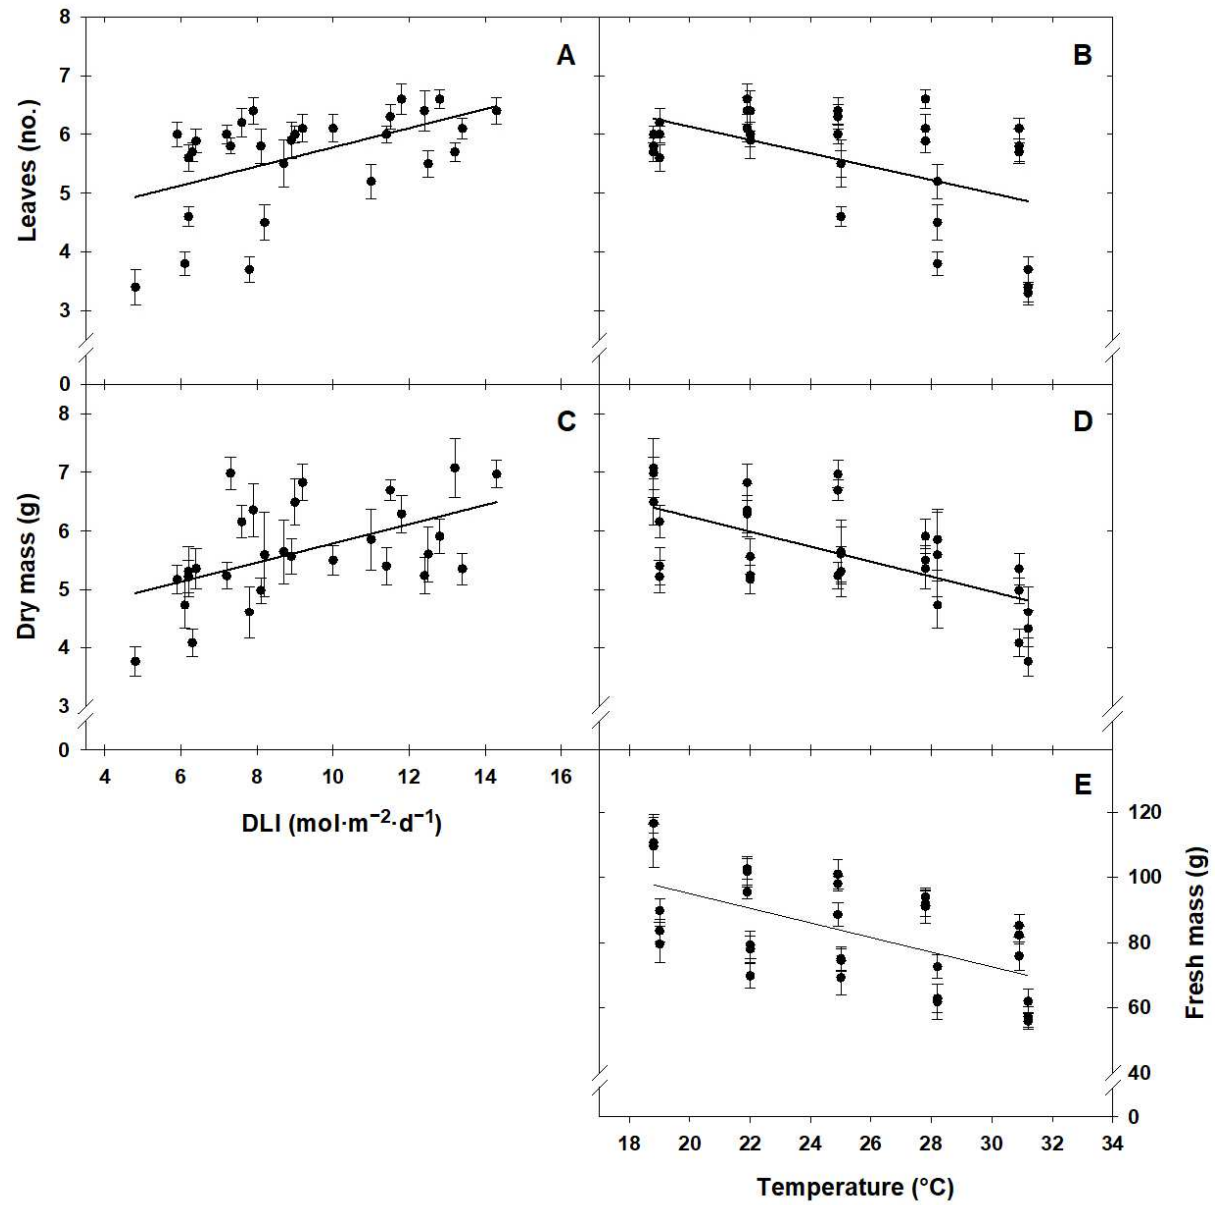 8
7
6
5
4
3
0
Leaves (no.)
A
B
8
7
6
5
4
3
0
Dry mass (g)
C
D
4 6 8 10 12 14 16
DLI (mol·m−2·d−1)
E
120
100
80
60
40
0
Fresh mass (g)
18 20 22 24 26 28 30 32 34
Temperature (°C)